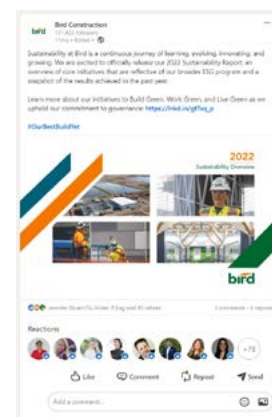 bird
Bird Construction
Sustainability at Bird is a continuous journey of learning, evolving, innovating, and
growing. We are excited to officially release our 2022 Sustainability Report: an
overview of core initiatives that are reflective of our broader ESG program and a
snapshot of the results achieved in the past year.
Learn more about our initiatives to Build Green, Work Green, and Live Green as we
uphold our commitment to governance:
#OurBestBuildYet
2022
Sustainability Overview
bird
Reactions
+78
Like
Comment
Repost
Send
Add a comment...